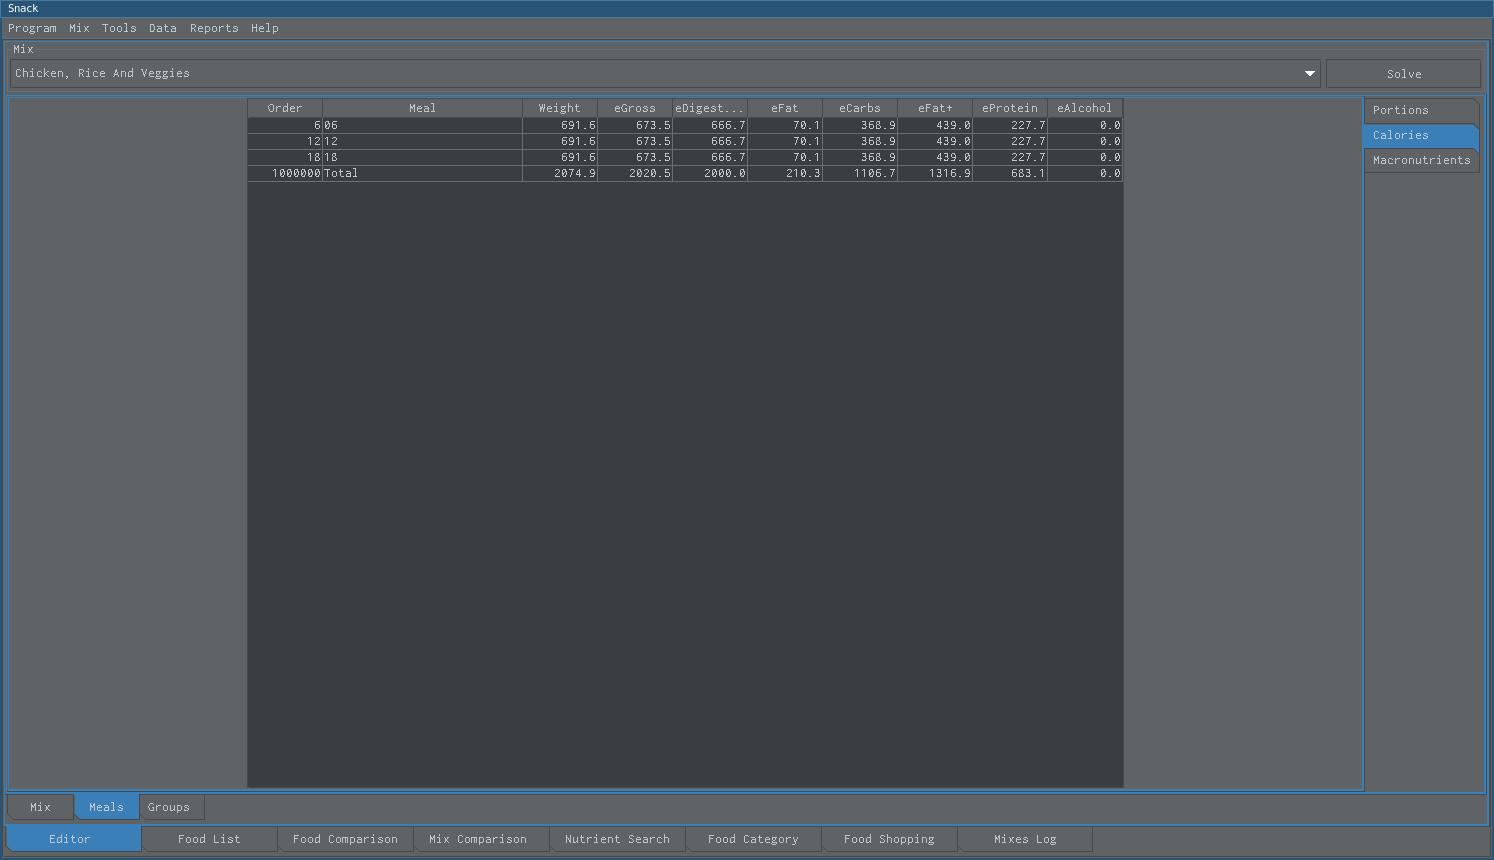 Snack
Program Mix Tools Data Reports Help
Mix
Chicken, Rice And Veggies Solve
Order Meal Weight eGross eDigest... eFat eCarbs eFat+ eProtein eAlcohol Portions
6 06 691.6 673.5 666.7 70.1 368.9 439.0 227.7 0.0
12 12 691.6 673.5 666.7 70.1 368.9 439.0 227.7 0.0 Calories
18 18 691.6 673.5 666.7 70.1 368.9 439.0 227.7 0.0 Macronutrients
1000000 Total 2074.9 2020.5 2000.0 210.3 1106.7 1316.9 683.1 0.0
Mix Meals Groups
Editor Food List Food Comparison Mix Comparison Nutrient Search Food Category Food Shopping Mixes Log